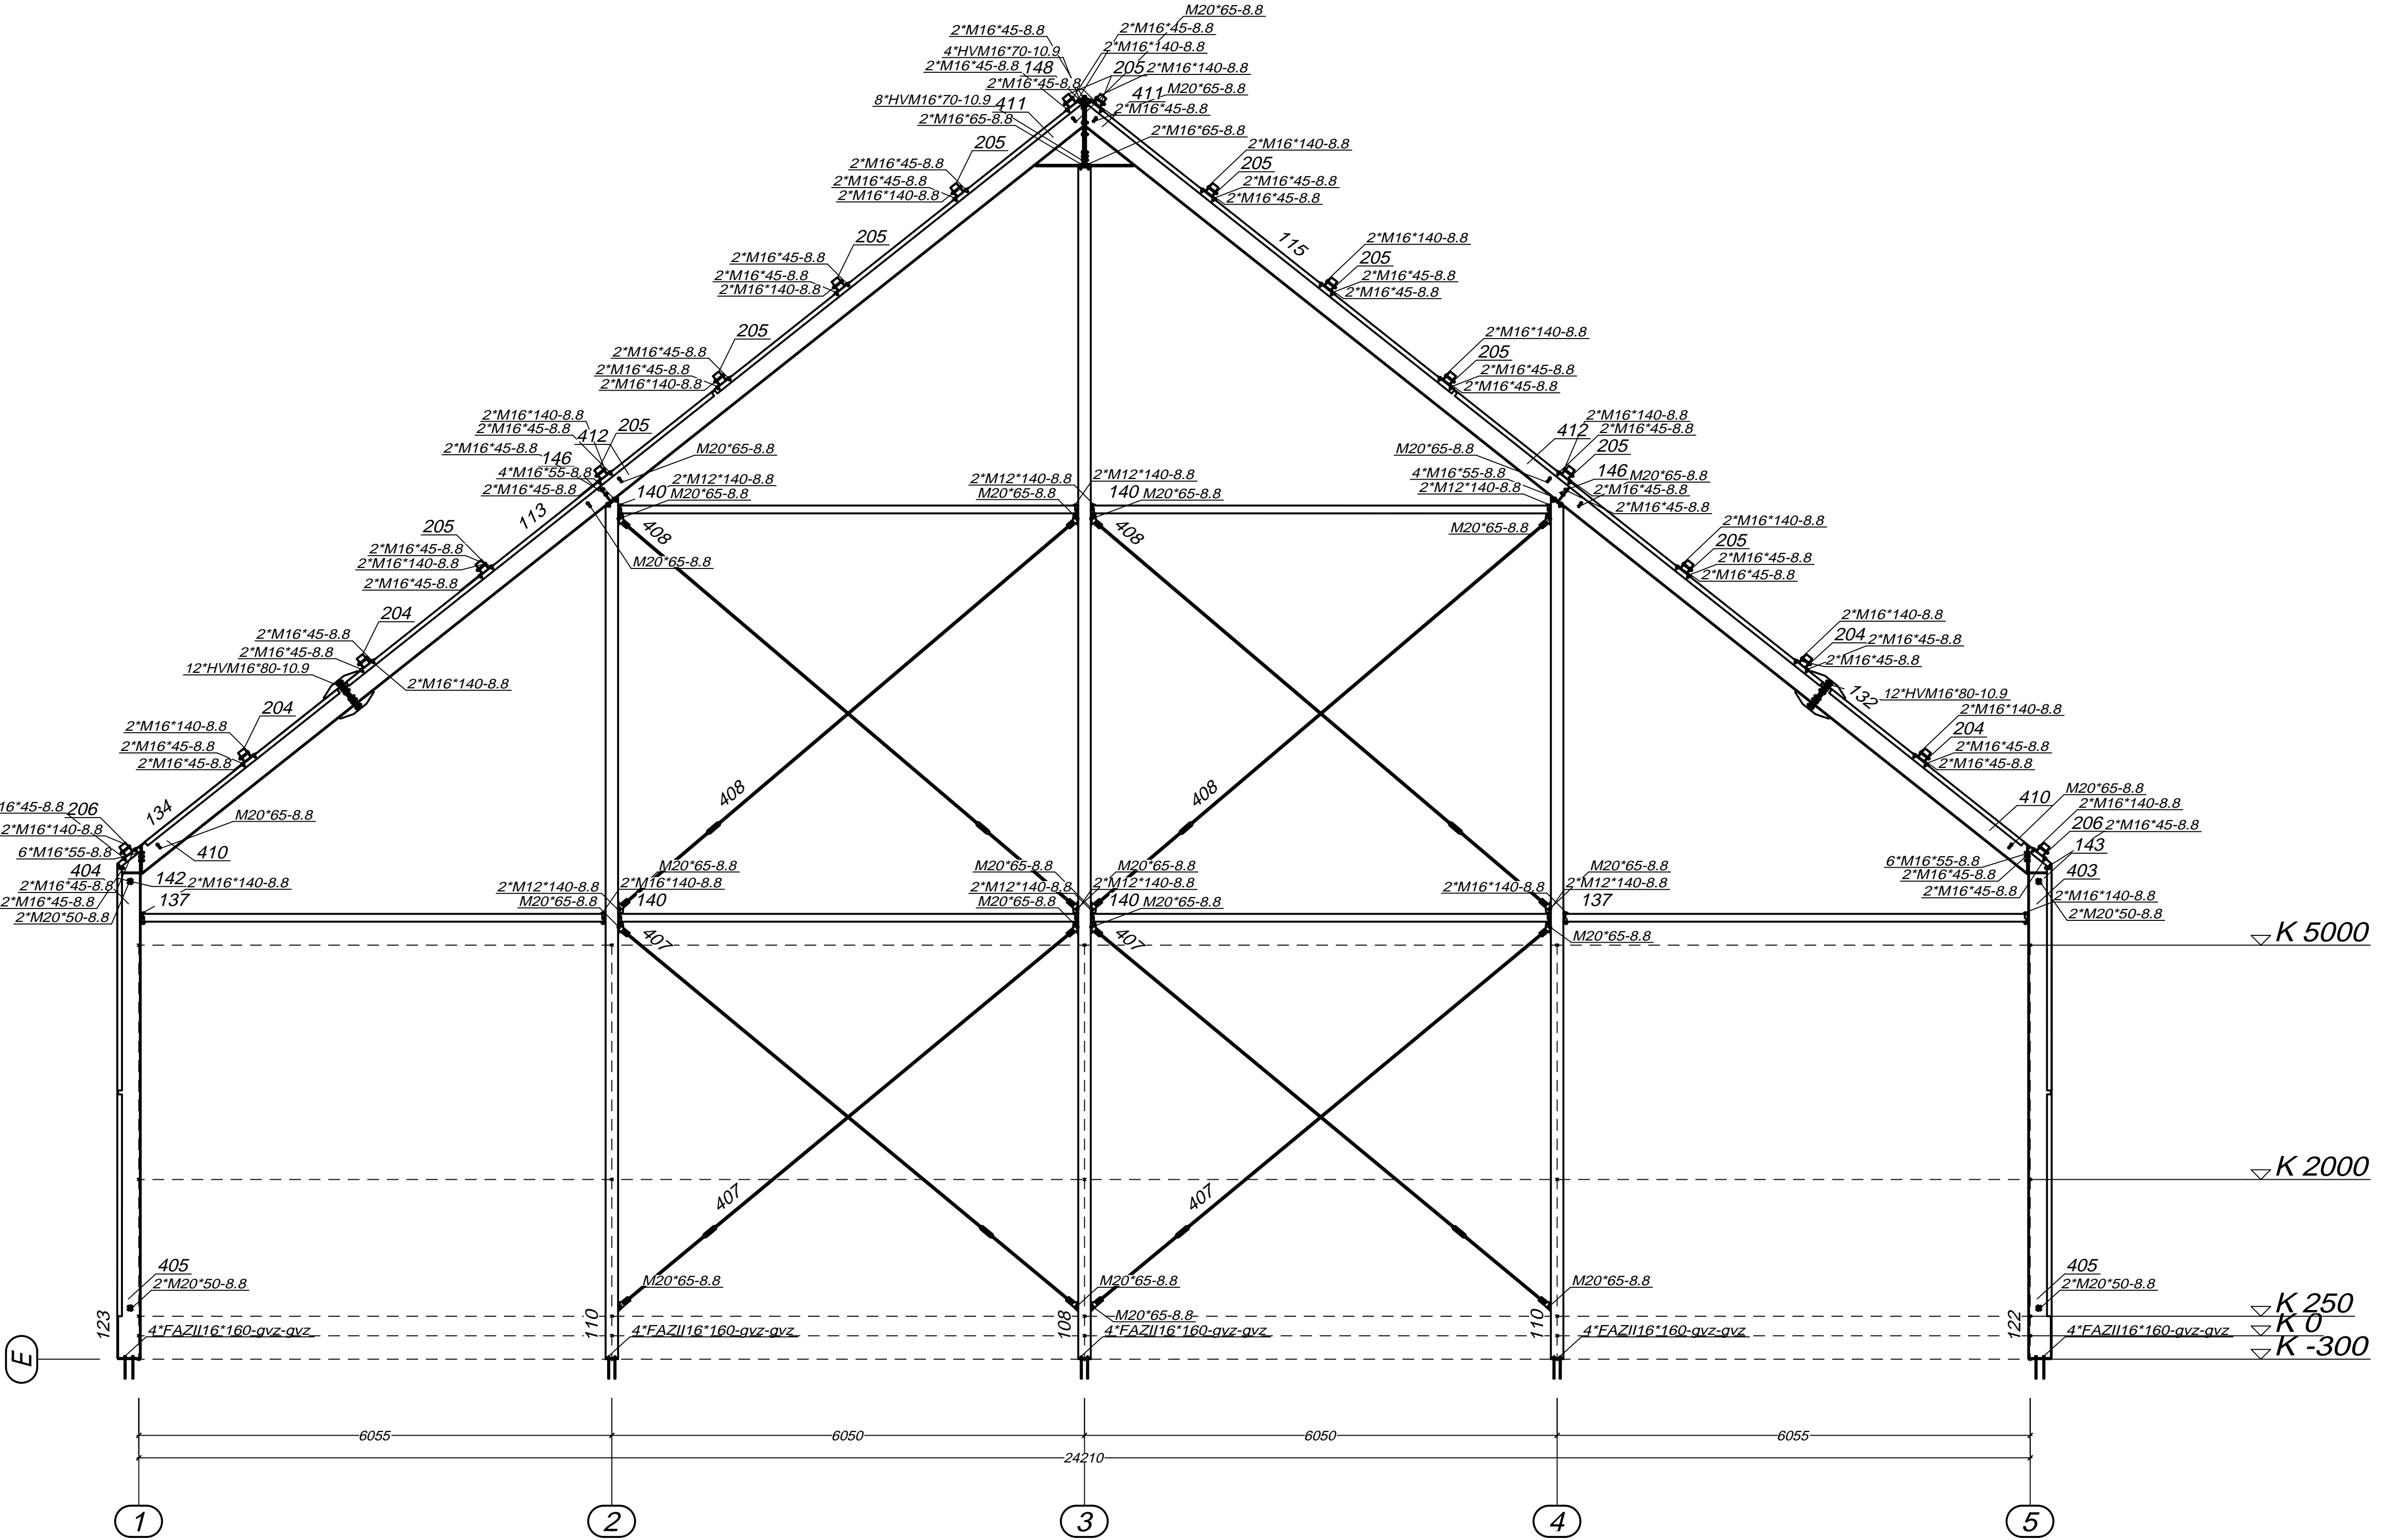 M20*65-8.8
2*M16*45-8.8
2*M16*45-8.8
4*HVM16*70-10.9
2*M16*140-8.8
2*M16*45-8.8
148
205
2*M16*140-8.8
2*M16*45-8.8
411
M20*65-8.8
8*HVM16*70-10.9
411
2*M16*45-8.8
2*M16*65-8.8
2*M16*65-8.8
205
2*M16*140-8.8
2*M16*45-8.8
205
2*M16*45-8.8
2*M16*45-8.8
2*M16*140-8.8
2*M16*45-8.8
205
115
2*M16*140-8.8
2*M16*45-8.8
205
2*M16*45-8.8
2*M16*45-8.8
2*M16*140-8.8
2*M16*45-8.8
205
2*M16*140-8.8
2*M16*45-8.8
205
2*M16*45-8.8
2*M16*45-8.8
2*M16*140-8.8
2*M16*45-8.8
2*M16*140-8.8
205
2*M16*140-8.8
2*M16*45-8.8
412
412
2*M16*45-8.8
2*M16*45-8.8
M20*65-8.8
M20*65-8.8
205
146
4*M16*55-8.8
4*M16*55-8.8
146
M20*65-8.8
2*M16*45-8.8
2*M12*140-8.8
2*M12*140-8.8
2*M12*140-8.8
2*M12*140-8.8
2*M16*45-8.8
140
M20*65-8.8
M20*65-8.8
140
M20*65-8.8
2*M16*45-8.8
113
205
408
408
M20*65-8.8
2*M16*140-8.8
2*M16*45-8.8
2*M16*140-8.8
M20*65-8.8
205
2*M16*45-8.8
2*M16*45-8.8
2*M16*45-8.8
204
2*M16*140-8.8
2*M16*45-8.8
204
2*M16*45-8.8
2*M16*45-8.8
2*M16*45-8.8
12*HVM16*80-10.9
2*M16*140-8.8
132
12*HVM16*80-10.9
204
2*M16*140-8.8
2*M16*140-8.8
204
2*M16*45-8.8
2*M16*45-8.8
2*M16*45-8.8
2*M16*45-8.8
408
408
16*45-8.8
206
134
M20*65-8.8
410
M20*65-8.8
2*M16*140-8.8
2*M16*140-8.8
206
2*M16*45-8.8
6*M16*55-8.8
410
143
6*M16*55-8.8
404
M20*65-8.8
M20*65-8.8
M20*65-8.8
M20*65-8.8
2*M16*45-8.8
403
142
2*M16*140-8.8
2*M16*45-8.8
2*M12*140-8.8
2*M16*140-8.8
2*M12*140-8.8
2*M12*140-8.8
2*M16*140-8.8
2*M12*140-8.8
2*M16*45-8.8
2*M16*45-8.8
137
M20*65-8.8
140
M20*65-8.8
140
M20*65-8.8
137
2*M16*140-8.8
2*M20*50-8.8
2*M20*50-8.8
407
407
M20*65-8.8
K 5000
K 2000
407
407
405
2*M20*50-8.8
M20*65-8.8
M20*65-8.8
M20*65-8.8
405
2*M20*50-8.8
M20*65-8.8
K 250
123
110
108
110
122
K 0
4*FAZII16*160-gvz-gvz
4*FAZII16*160-gvz-gvz
4*FAZII16*160-gvz-gvz
4*FAZII16*160-gvz-gvz
4*FAZII16*160-gvz-gvz
K -300
E
6055
6050
6050
6055
24210
1
2
3
4
5